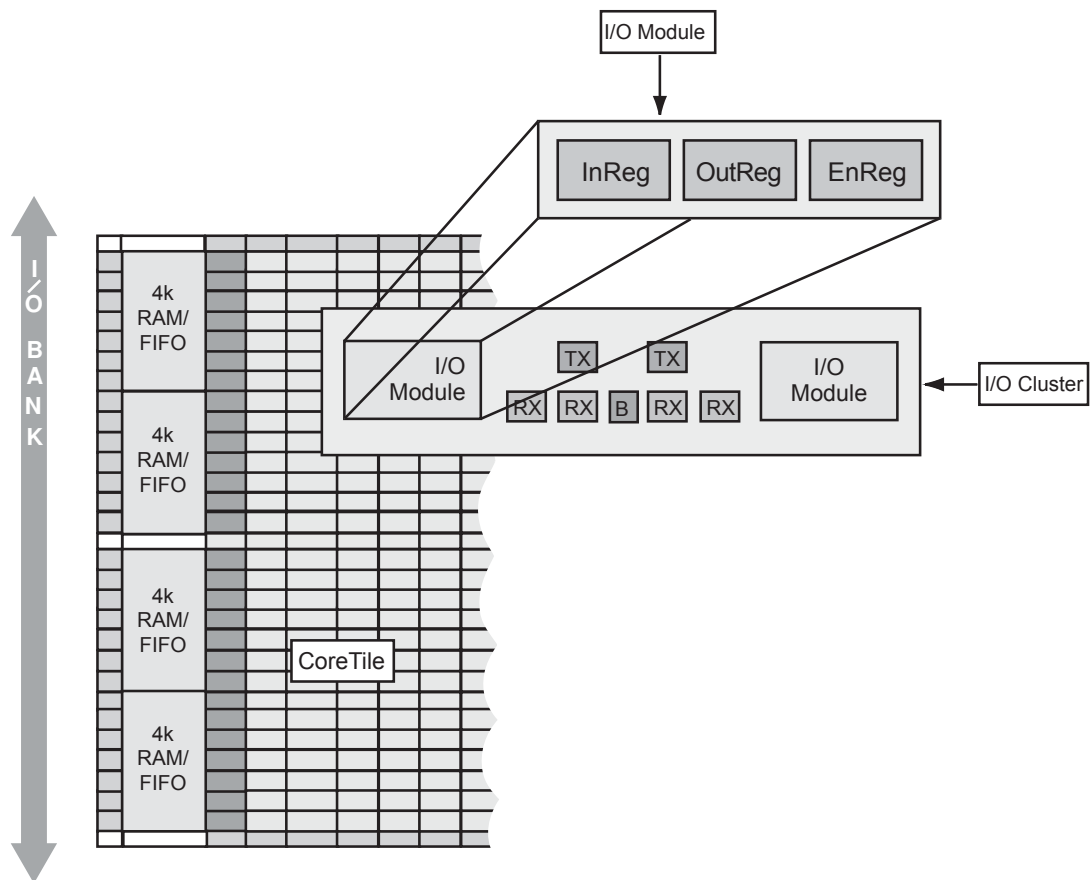 I/O Module
InReg
OutReg
EnReg
I/O BANK
4k
RAM/
FIFO
TX
TX
I/O
Module
I/O
Module
I/O Cluster
RX
RX
B
RX
RX
4k
RAM/
FIFO
4k
RAM/
FIFO
CoreTile
4k
RAM/
FIFO